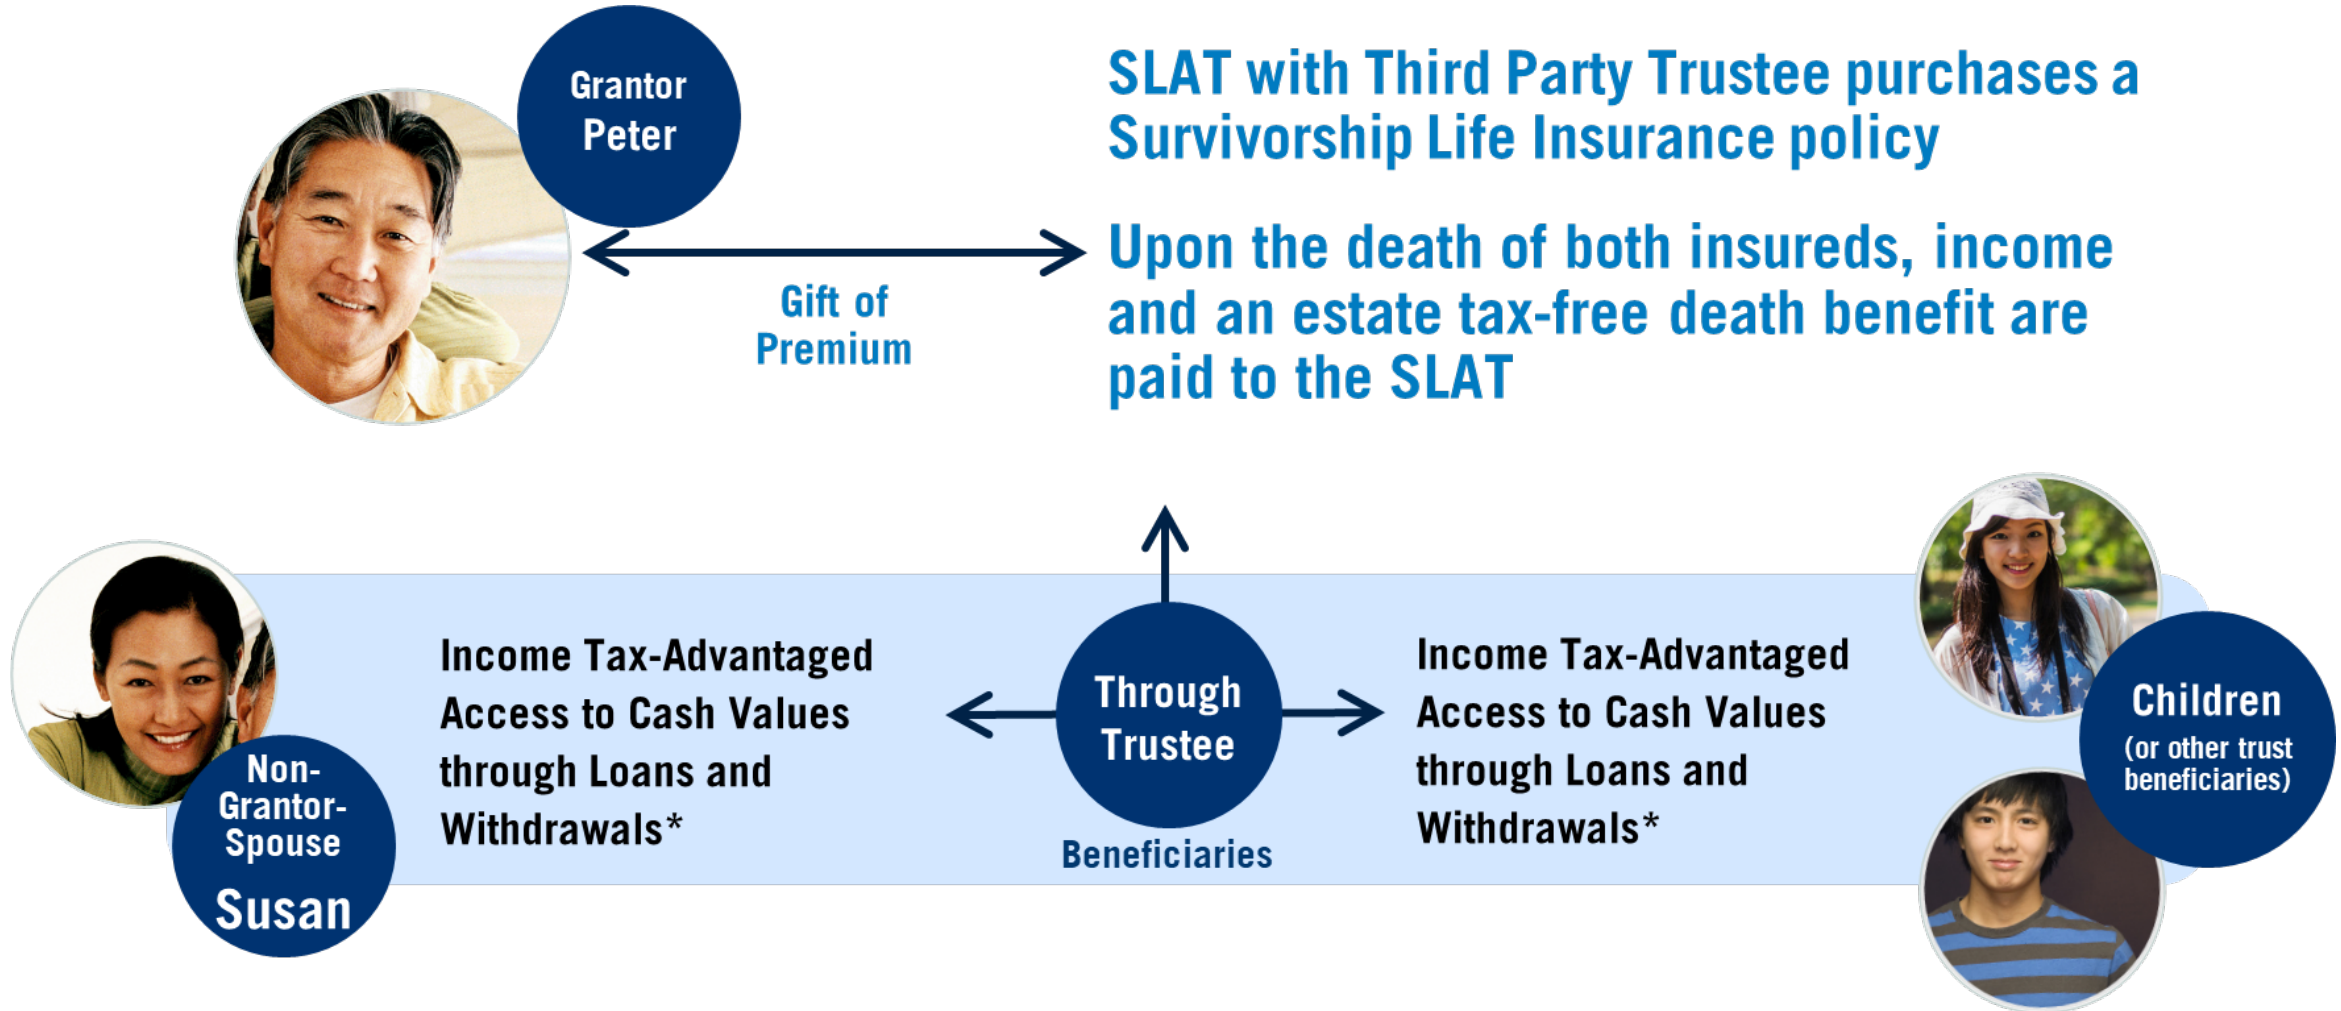 Grantor
Peter
SLAT with Third Party Trustee purchases a
Survivorship Life Insurance policy
Upon the death of both insureds, income
and an estate tax-free death benefit are
paid to the SLAT
Gift of
Premium
Non-
Grantor-
Spouse
Susan
Income Tax-Advantaged
Access to Cash Values
through Loans and
Withdrawals*
Through
Trustee
Beneficiaries
Income Tax-Advantaged
Access to Cash Values
through Loans and
Withdrawals*
Children
(or other trust
beneficiaries)